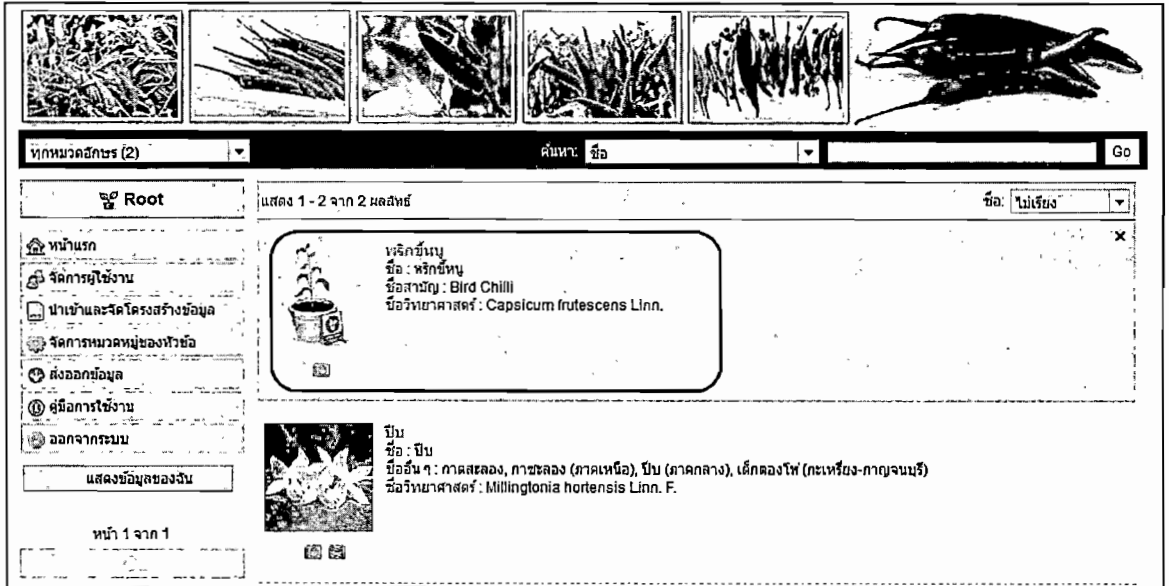 ทุกหมวดอักษร (2)
ค้นหา: ชื่อ
Go
Root
แสดง 1 - 2 จาก 2 ผลลัพธ์
ชื่อ: ไม่เรียง
หน้าแรก
จัดการผู้ใช้งาน
นำเข้าและจัดโครงสร้างข้อมูล
จัดการหมวดหมู่ของหัวข้อ
ส่งออกข้อมูล
คู่มือการใช้งาน
ออกจากระบบ
แสดงข้อมูลของฉัน
หน้า 1 จาก 1
พริกขี้หนู
ชื่อ : พริกขี้หนู
ชื่อสามัญ : Bird Chilli
ชื่อวิทยาศาสตร์ : Capsicum frutescens Linn.
ปีบ
ชื่อ : ปีบ
ชื่ออื่น ๆ : กาดสะลอง, กาซะลอง (ภาคเหนือ), ปีบ (ภาคกลาง), เต็กตองโพ่ (กะเหรี่ยง-กาญจนบุรี)
ชื่อวิทยาศาสตร์ : Millingtonia hortensis Linn. F.